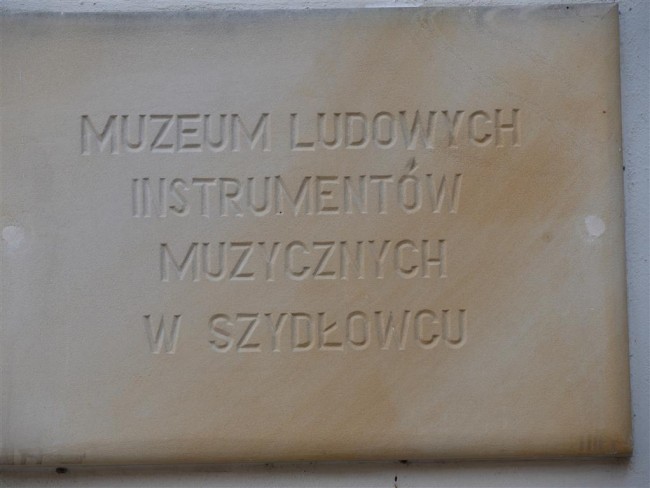 MUZEUM LUDOWYCH
INSTRUMENTÓW
MUZYCZNYCH
W SZYDŁOWCU